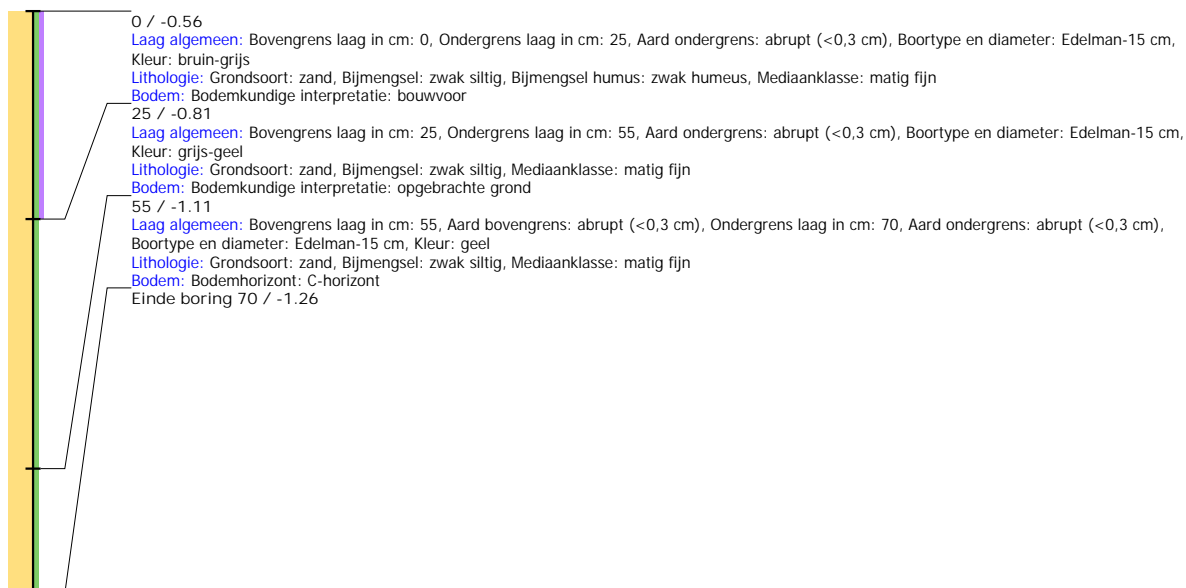 0 / -0.56
Laag algemeen: Bovengrens laag in cm: 0, Ondergrens laag in cm: 25, Aard ondergrens: abrupt (<0,3 cm), Boortype en diameter: Edelman-15 cm,
Kleur: bruin-grijs
Lithologie: Grondsoort: zand, Bijmengsel: zwak siltig, Bijmengsel humus: zwak humeus, Mediaanklasse: matig fijn
Bodem: Bodemkundige interpretatie: bouwvoor
25 / -0.81
Laag algemeen: Bovengrens laag in cm: 25, Ondergrens laag in cm: 55, Aard ondergrens: abrupt (<0,3 cm), Boortype en diameter: Edelman-15 cm,
Kleur: grijs-geel
Lithologie: Grondsoort: zand, Bijmengsel: zwak siltig, Mediaanklasse: matig fijn
Bodem: Bodemkundige interpretatie: opgebrachte grond
55 / -1.11
Laag algemeen: Bovengrens laag in cm: 55, Aard bovengrens: abrupt (<0,3 cm), Ondergrens laag in cm: 70, Aard ondergrens: abrupt (<0,3 cm),
Boortype en diameter: Edelman-15 cm, Kleur: geel
Lithologie: Grondsoort: zand, Bijmengsel: zwak siltig, Mediaanklasse: matig fijn
Bodem: Bodemhorizont: C-horizont
Einde boring 70 / -1.26